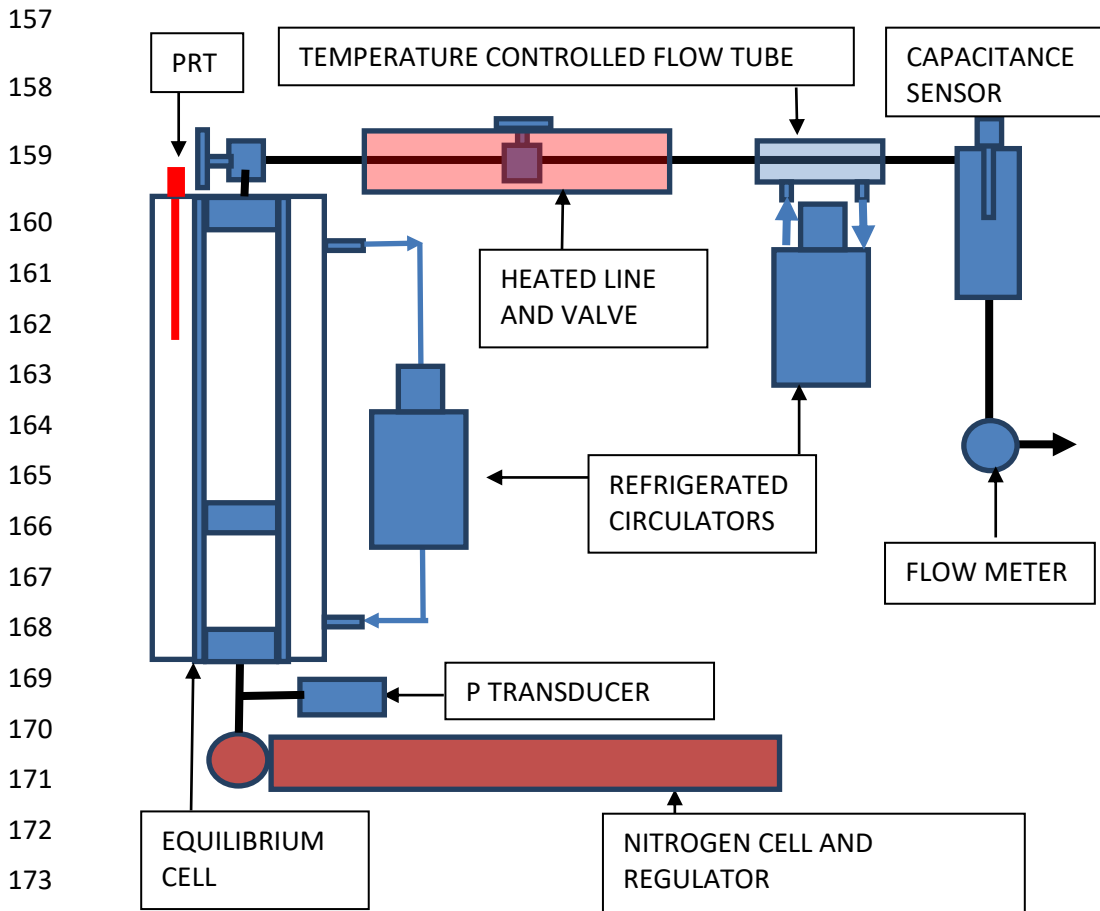 157
PRT
TEMPERATURE CONTROLLED FLOW TUBE
CAPACITANCE
SENSOR
158
159
160
161
HEATED LINE
AND VALVE
162
163
164
165
REFRIGERATED
CIRCULATORS
166
167
FLOW METER
168
169
P TRANSDUCER
170
171
172
EQUILIBRIUM
CELL
NITROGEN CELL AND
REGULATOR
173